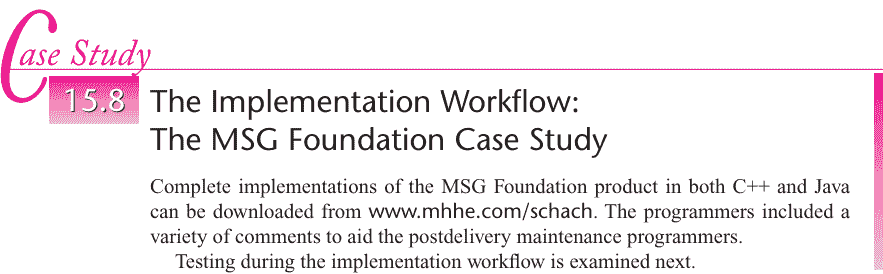 Case Study
15.8 The Implementation Workflow:
The MSG Foundation Case Study
Complete implementations of the MSG Foundation product in both C++ and Java
can be downloaded from www.mhhe.com/schach. The programmers included a
variety of comments to aid the postdelivery maintenance programmers.
Testing during the implementation workflow is examined next.